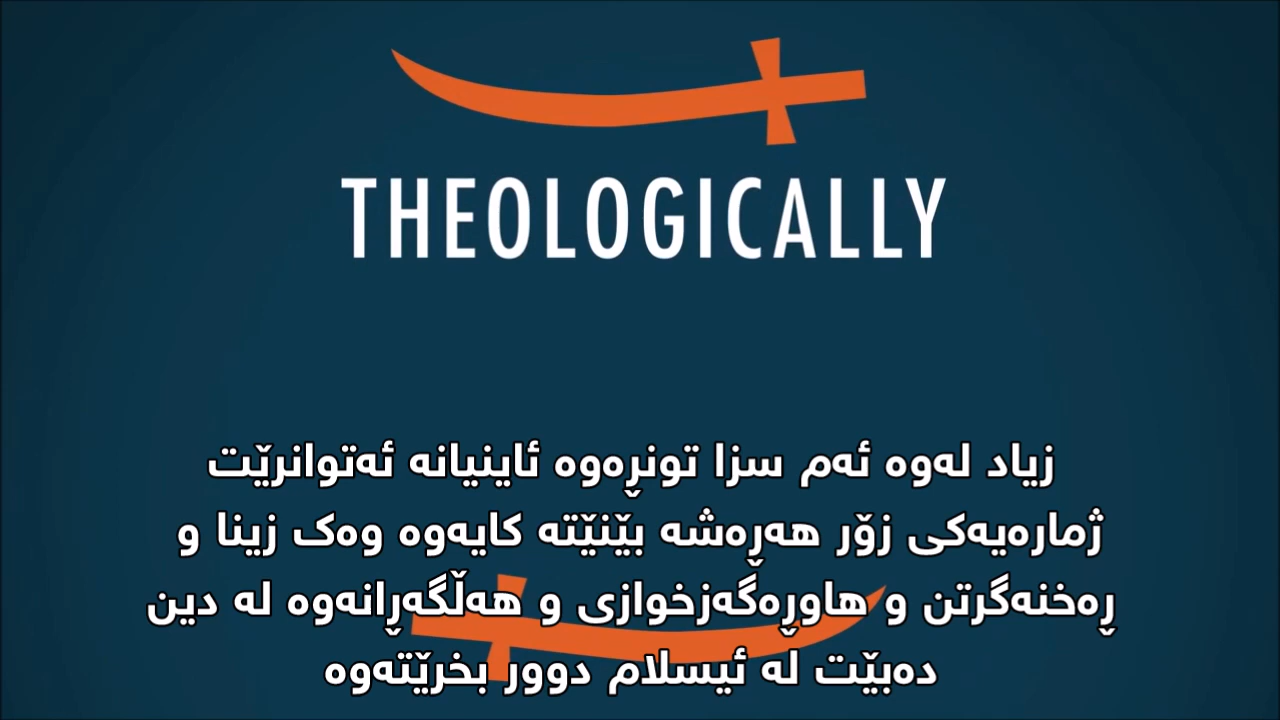 THEOLOGICALLY
زیاد لەوە ئەم سزا توندڕەوە ئاینیانە ئەتوانرێت
ژمارەیەکی زۆر هەڕەشە بێنێتە کایەوە وەک زینا و
ڕەخنەگرتن و هاوڕەگەزخوازی و هەڵگەڕانەوە لە دین
دەبێت لە ئیسلام دوور بخرێتەوە